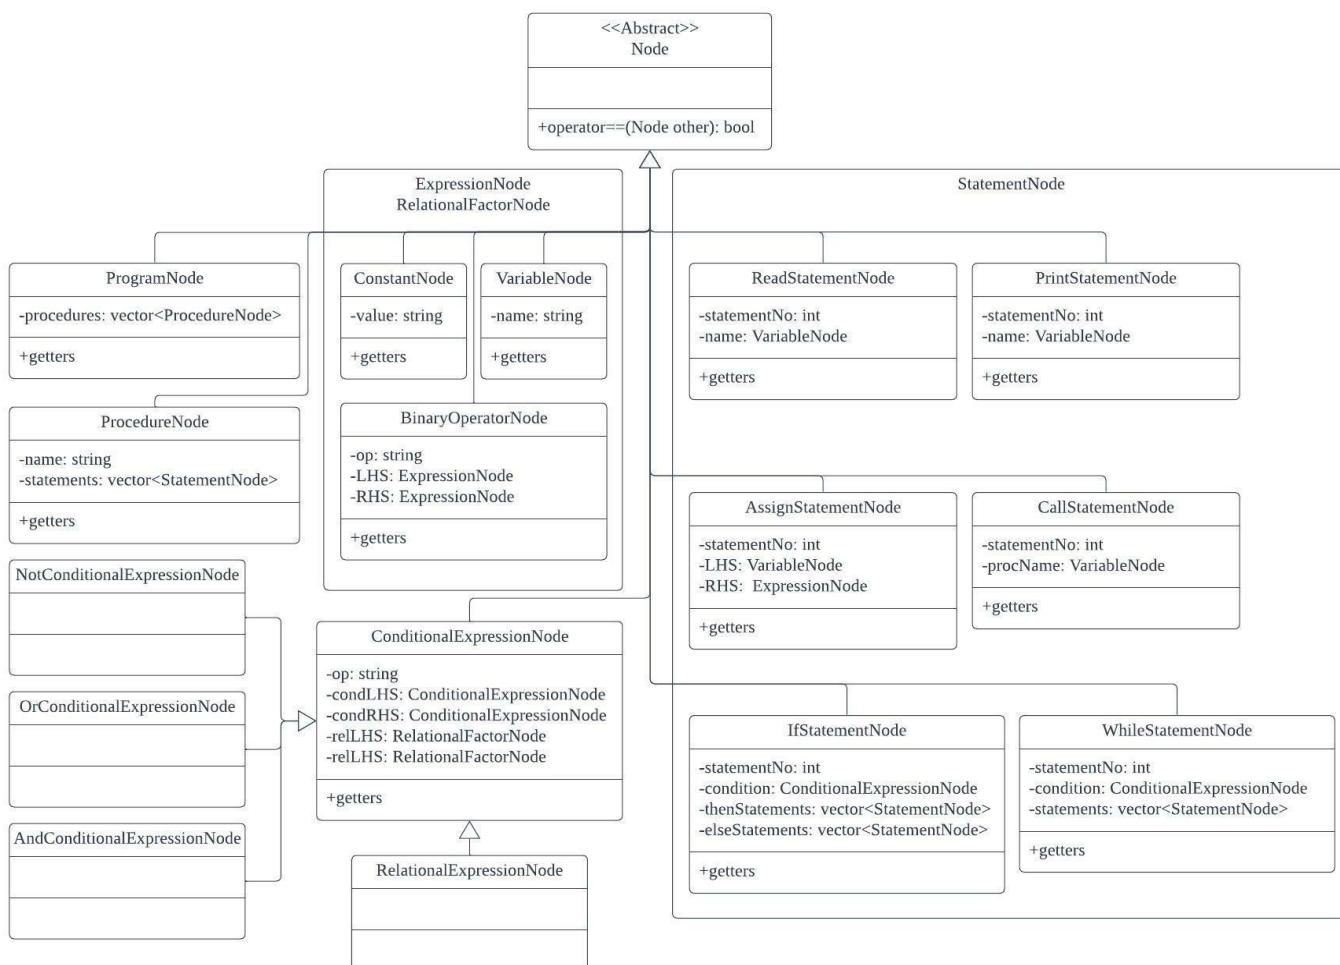 <<Abstract>>
Node
+operator==(Node other): bool
ExpressionNode
RelationalFactorNode
StatementNode
ProgramNode
-procedures: vector<ProcedureNode>
+getters
ConstantNode
-value: string
+getters
VariableNode
-name: string
+getters
ReadStatementNode
-statementNo: int
-name: VariableNode
+getters
PrintStatementNode
-statementNo: int
-name: VariableNode
+getters
ProcedureNode
-name: string
-statements: vector<StatementNode>
+getters
BinaryOperatorNode
-op: string
-LHS: ExpressionNode
-RHS: ExpressionNode
+getters
AssignStatementNode
-statementNo: int
-LHS: VariableNode
-RHS: ExpressionNode
+getters
CallStatementNode
-statementNo: int
-procName: VariableNode
+getters
NotConditionalExpressionNode
OrConditionalExpressionNode
AndConditionalExpressionNode
ConditionalExpressionNode
-op: string
-condLHS: ConditionalExpressionNode
-condRHS: ConditionalExpressionNode
-relLHS: RelationalFactorNode
-relLHS: RelationalFactorNode
+getters
RelationalExpressionNode
IfStatementNode
-statementNo: int
-condition: ConditionalExpressionNode
-thenStatements: vector<StatementNode>
-elseStatements: vector<StatementNode>
+getters
WhileStatementNode
-statementNo: int
-condition: ConditionalExpressionNode
-statements: vector<StatementNode>
+getters